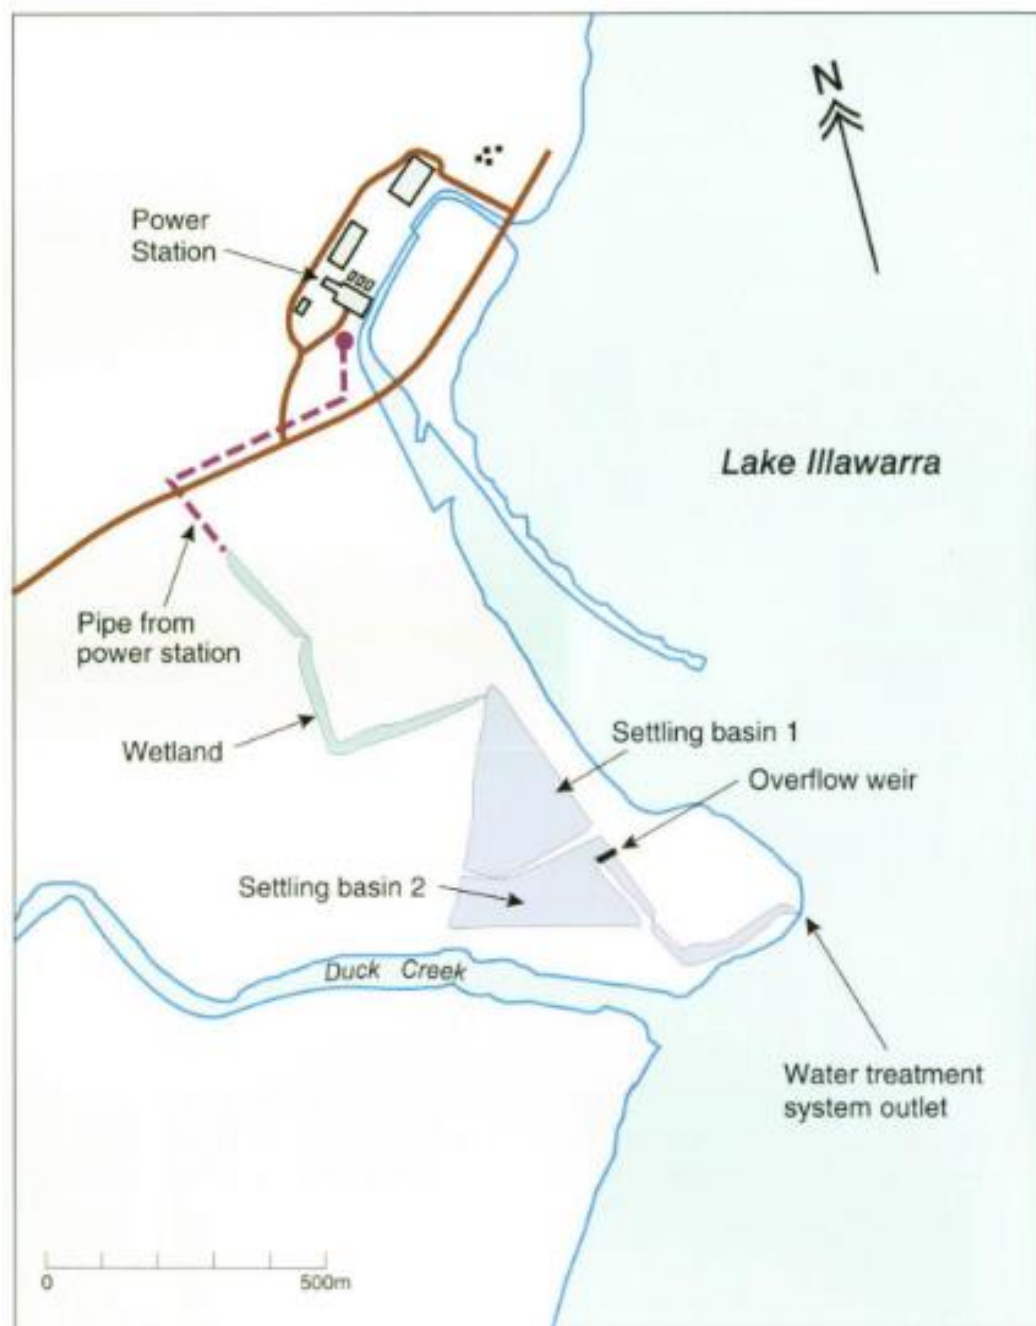 N
Power
Station
Lake Illawarra
Pipe from
power station
Wetland
Settling basin 1
Overflow weir
Settling basin 2
Duck Creek
Water treatment
system outlet
0 500m